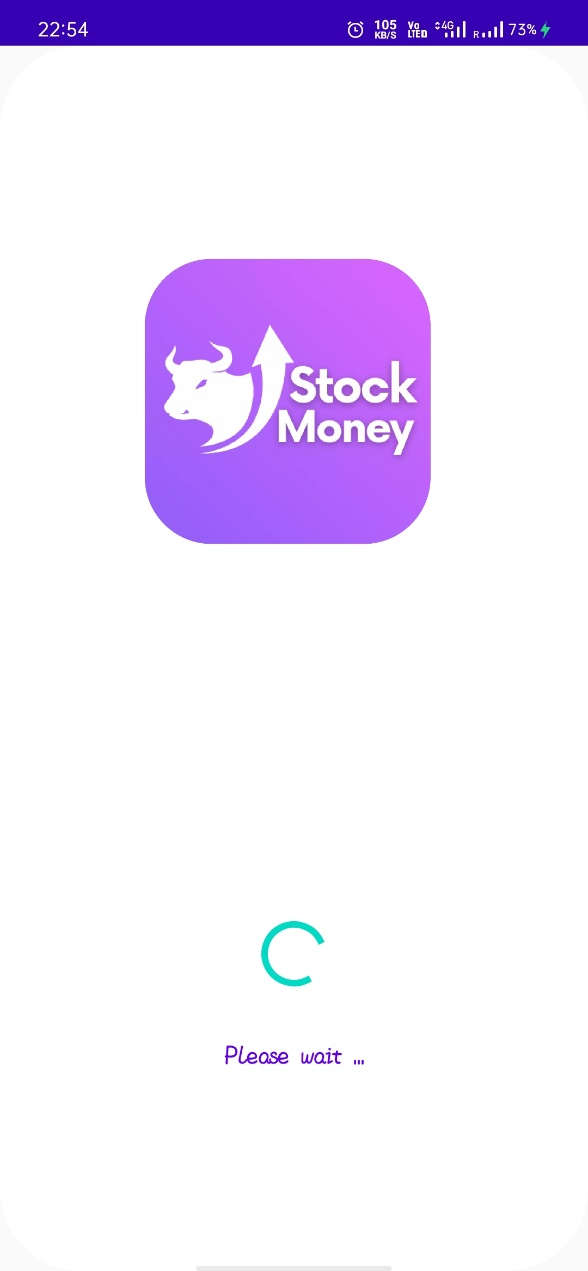 22:54 105 KB/S Vo LTED 4G R 73%
Stock
Money
Please wait ...